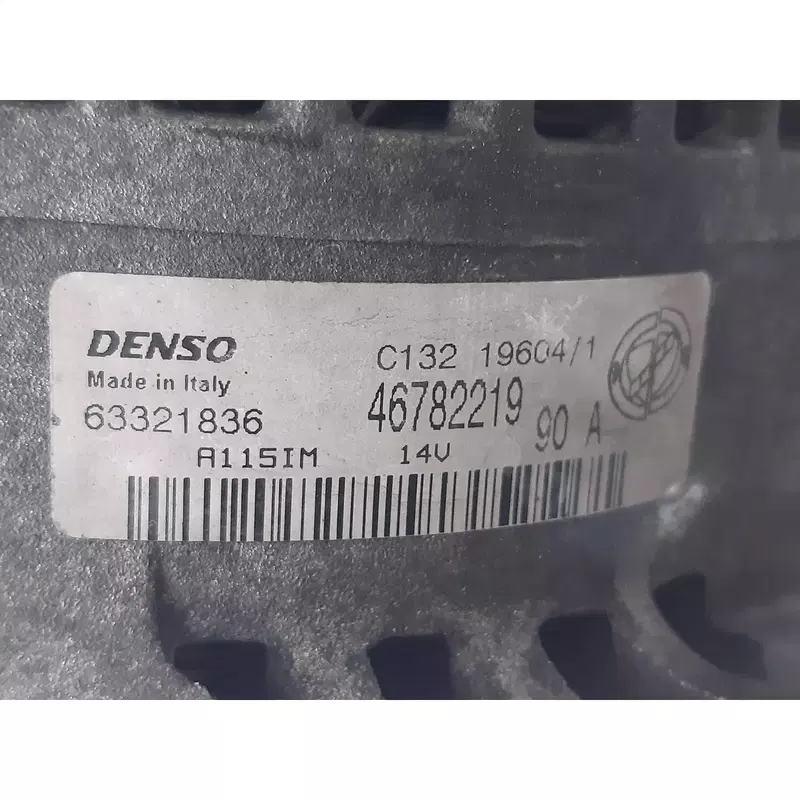 DENSO
Made in Italy
63321836
C132 19604/1
46782219
90 A
A115IM 14V